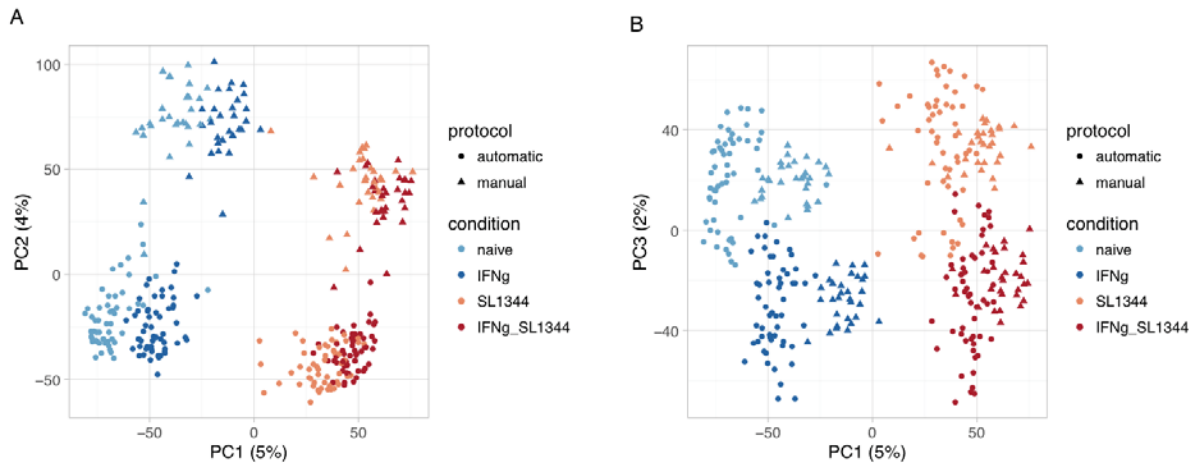 A
100
50
0
−50
PC2 (4%)
−50
0
50
PC1 (5%)
protocol
automatic
manual
condition
naive
IFNg
SL1344
IFNg_SL1344
B
40
0
−40
PC3 (2%)
−50
0
50
PC1 (5%)
protocol
automatic
manual
condition
naive
IFNg
SL1344
IFNg_SL1344